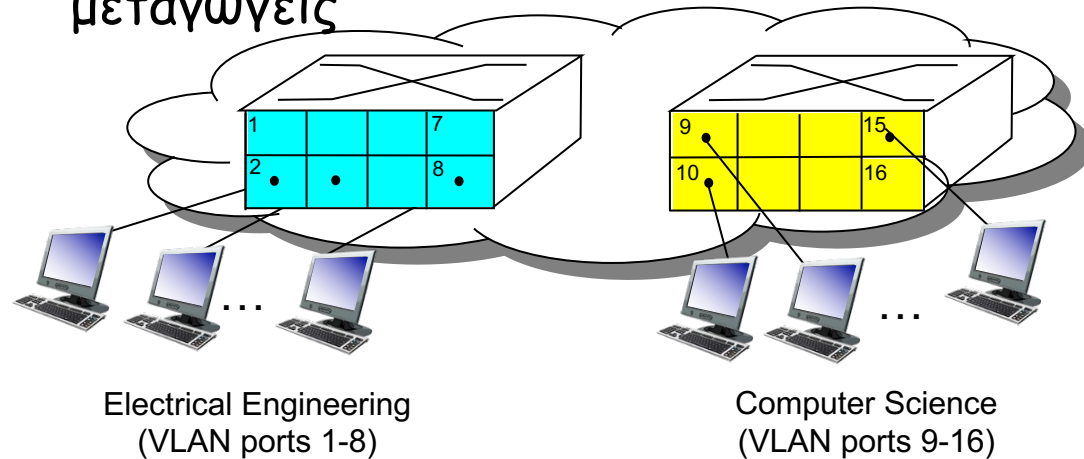 μεταγωγείς
1 7
2 8
9 15
10 16
... ...
Electrical Engineering
(VLAN ports 1-8)
Computer Science
(VLAN ports 9-16)